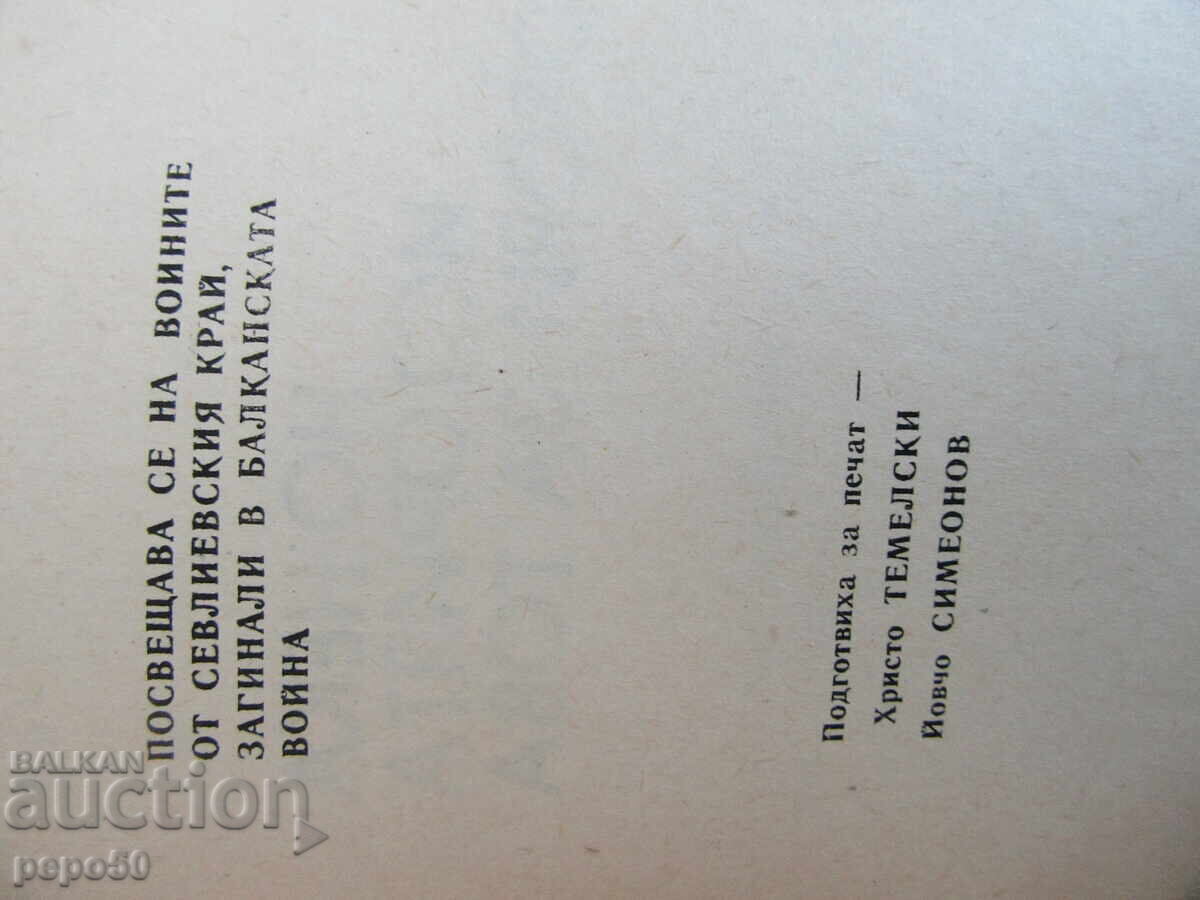 ПОСВЕЩАВА СЕ НА ВОИНИТЕ
ОТ СЕВЛИЕВСКИЯ КРАЙ,
ЗАГИНАЛИ В БАЛКАНСКАТА
ВОЙНА
Подготвиха за печат —
Христо ТЕМЕЛСКИ
Йовчо СИМЕОНОВ
BALKAN
auction
pepo50